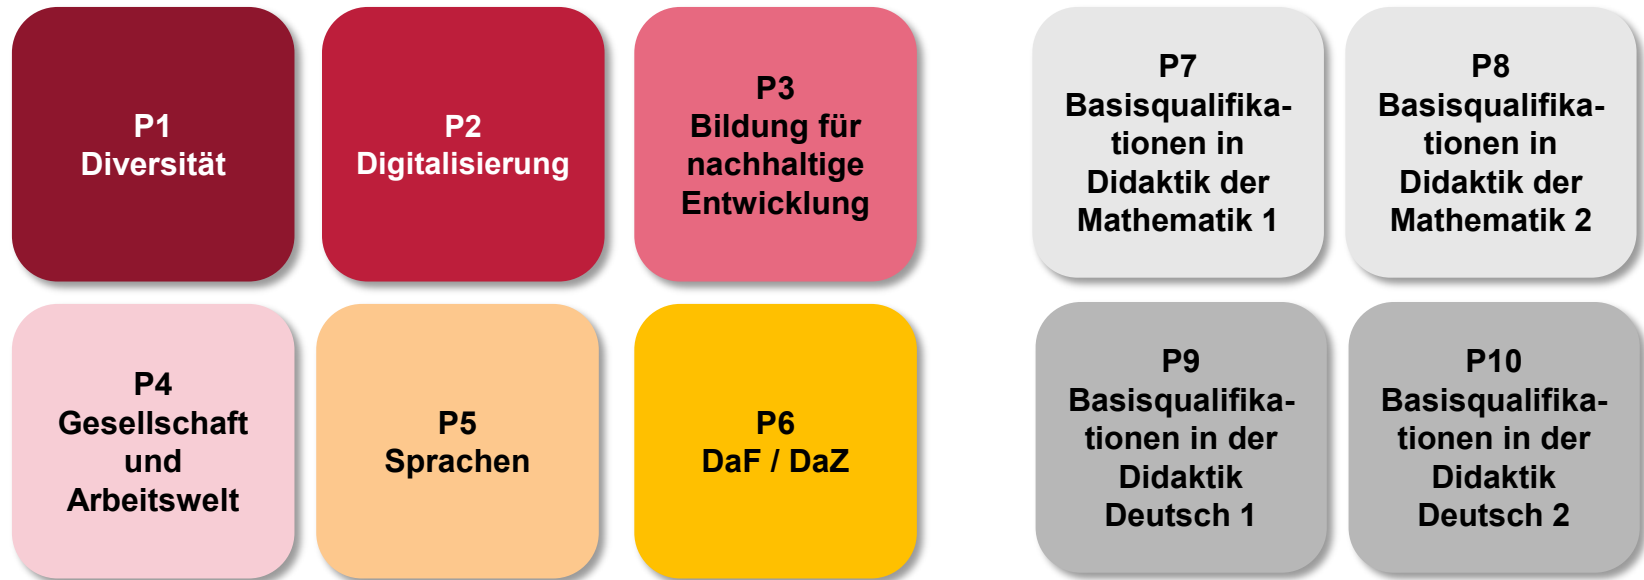 P1
Diversität
P2
Digitalisierung
P3
Bildung für
nachhaltige
Entwicklung
P7
Basisqualifika-
tionen in
Didaktik der
Mathematik 1
P8
Basisqualifika-
tionen in
Didaktik der
Mathematik 2
P4
Gesellschaft
und
Arbeitswelt
P5
Sprachen
P6
DaF / DaZ
P9
Basisqualifika-
tionen in der
Didaktik
Deutsch 1
P10
Basisqualifika-
tionen in der
Didaktik
Deutsch 2